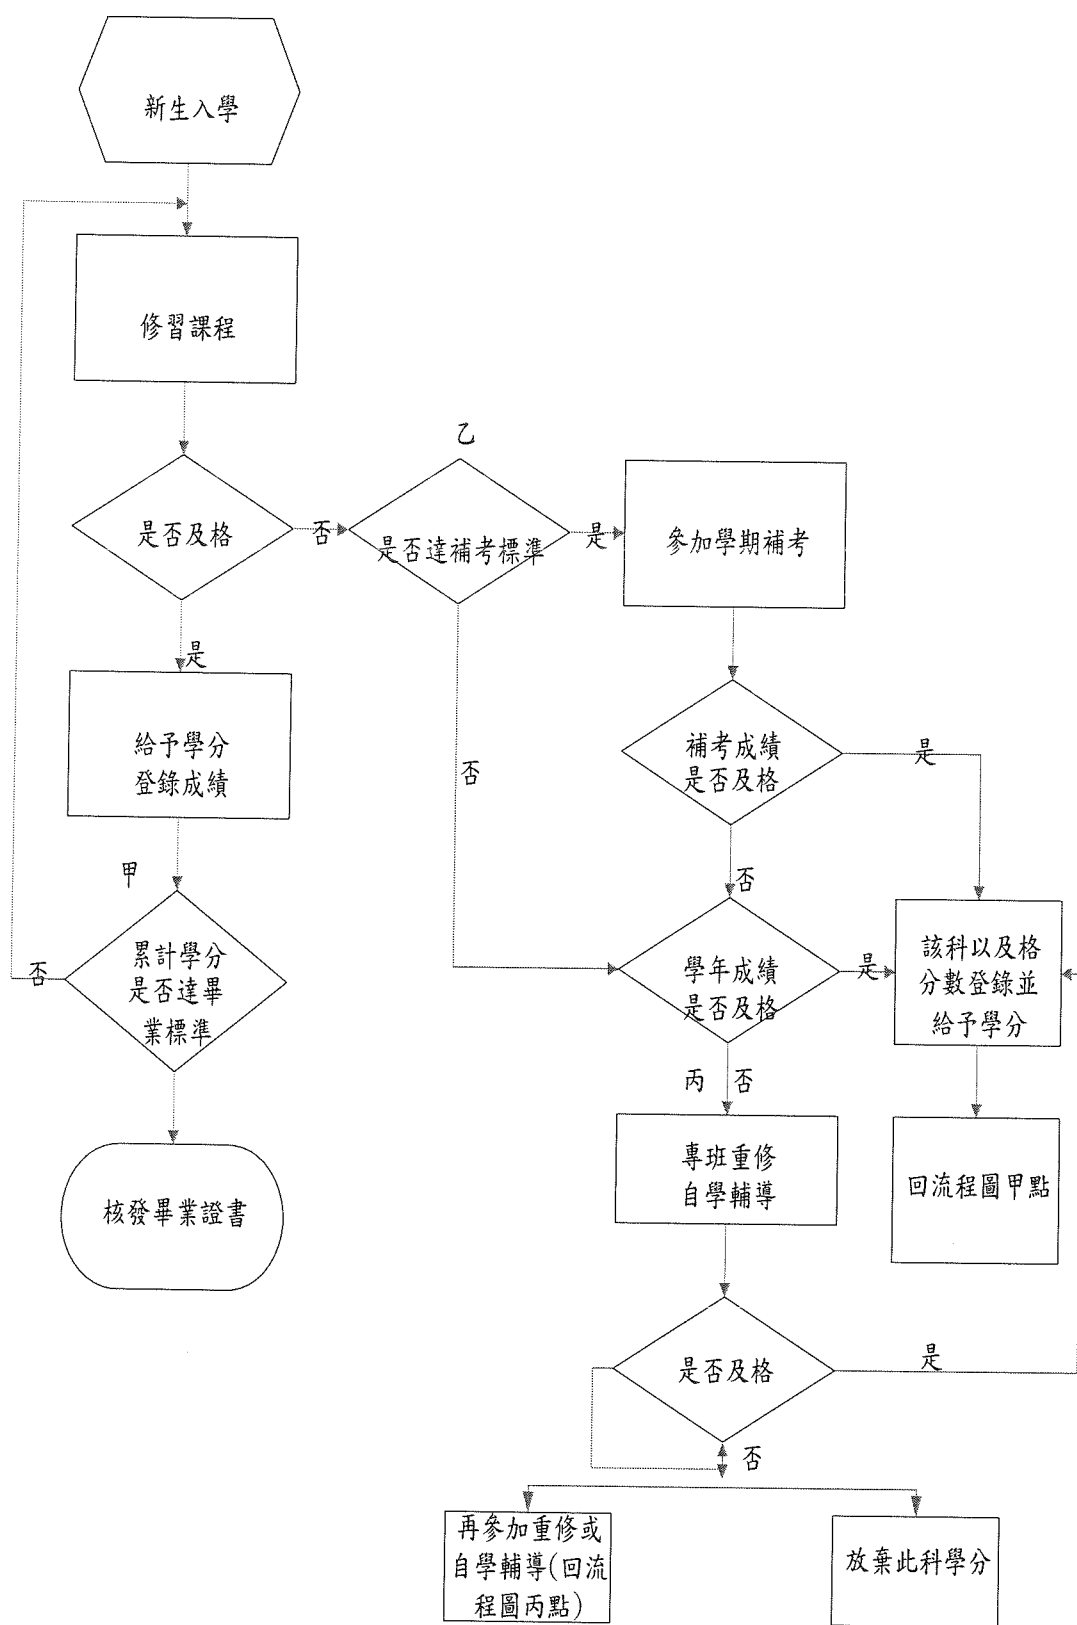 新生入學
修習課程
乙
是否及格
否
是否達補考標準
是
參加學期補考
是
給予學分
登錄成績
否
補考成績
是否及格
是
甲
否
累計學分
是否達畢
業標準
否
學年成績
是否及格
是
該科以及格
分數登錄並
給予學分
丙
否
核發畢業證書
專班重修
自學輔導
回流程圖甲點
是否及格
是
否
再參加重修或
自學輔導(回流
程圖丙點)
放棄此科學分